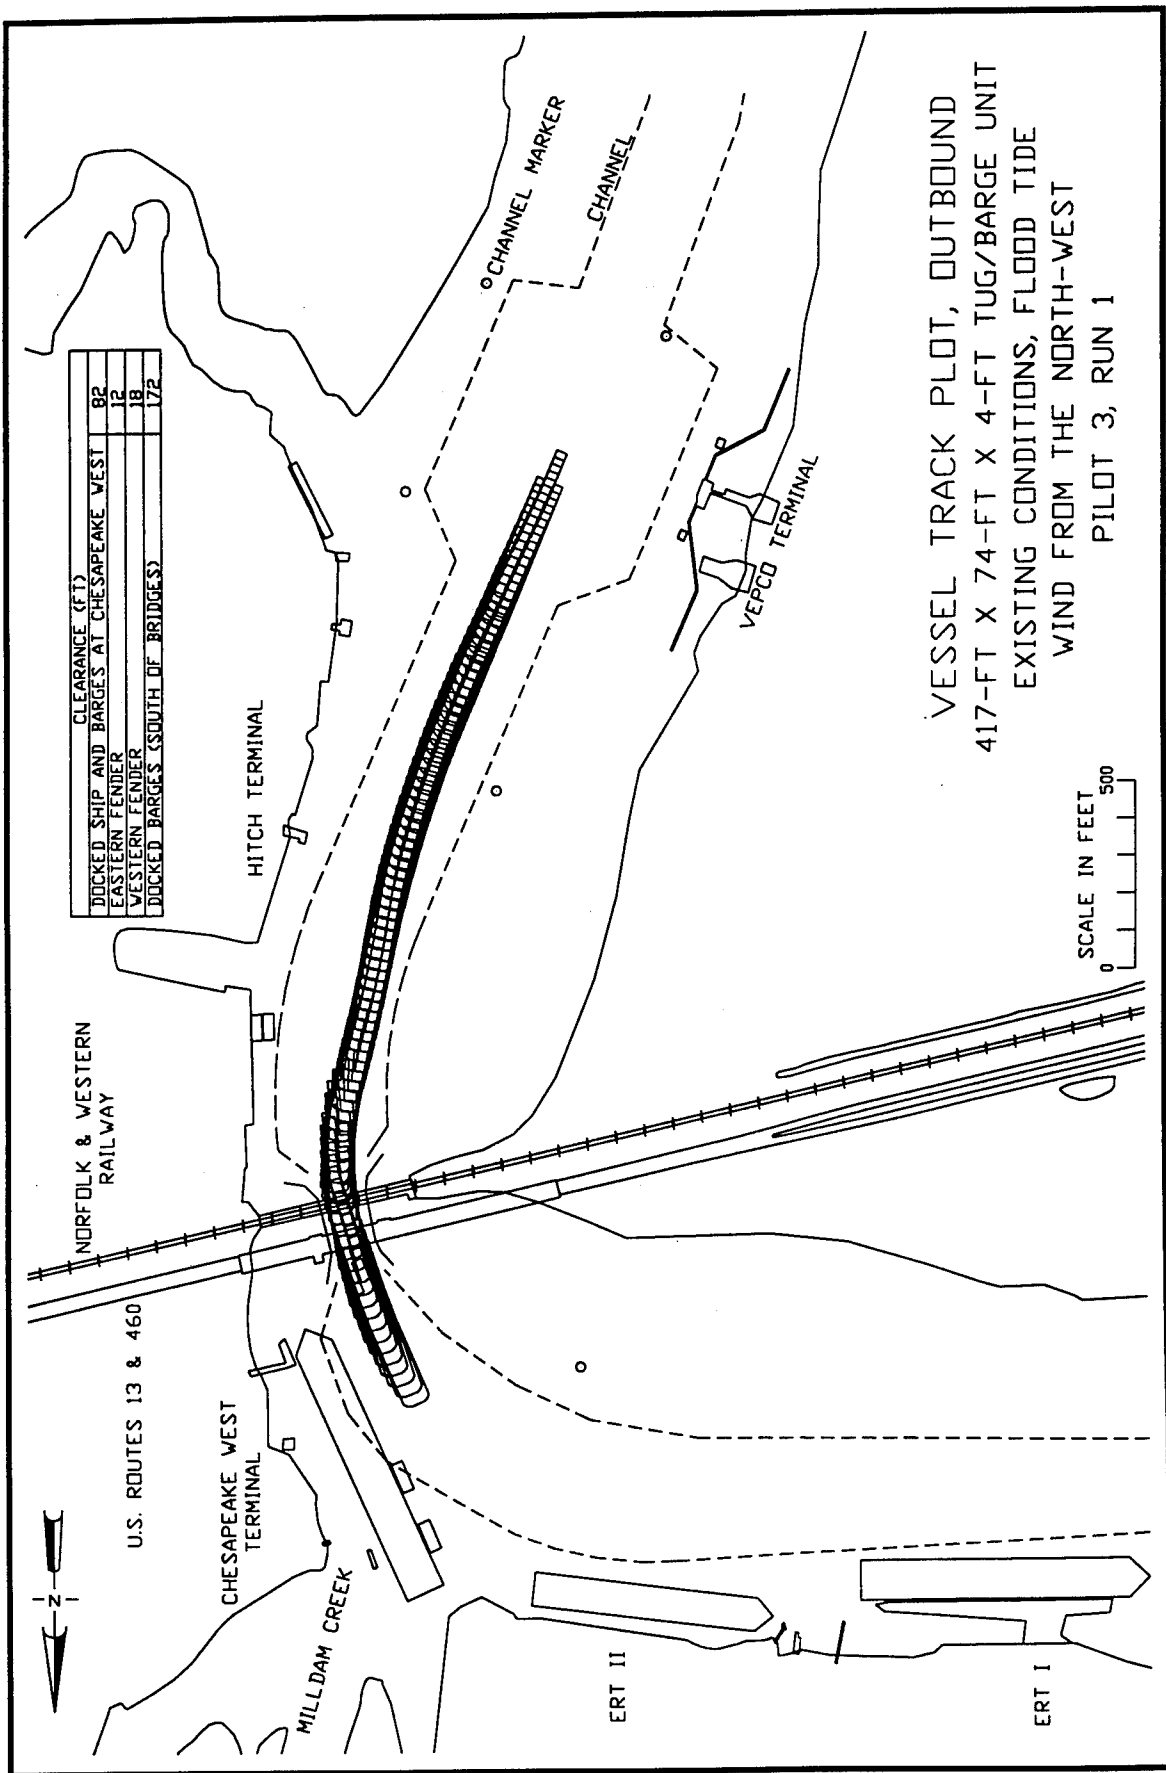 CLEARANCE (FT)
DOCKED SHIP AND BARGES AT CHESAPEAKE WEST 82
EASTERN FENDER 12
WESTERN FENDER 18
DOCKED BARGES (SOUTH OF BRIDGES) 172
NORFOLK & WESTERN
RAILWAY
HITCH TERMINAL
CHANNEL MARKER
CHANNEL
U.S. ROUTES 13 & 460
CHESAPEAKE WEST
TERMINAL
N
MILLDAM CREEK
VEPCO TERMINAL
ERT II
ERT I
SCALE IN FEET
0 500
VESSEL TRACK PLOT, OUTBOUND
417-FT X 74-FT X 4-FT TUG/BARGE UNIT
EXISTING CONDITIONS, FLOOD TIDE
WIND FROM THE NORTH-WEST
PILOT 3, RUN 1